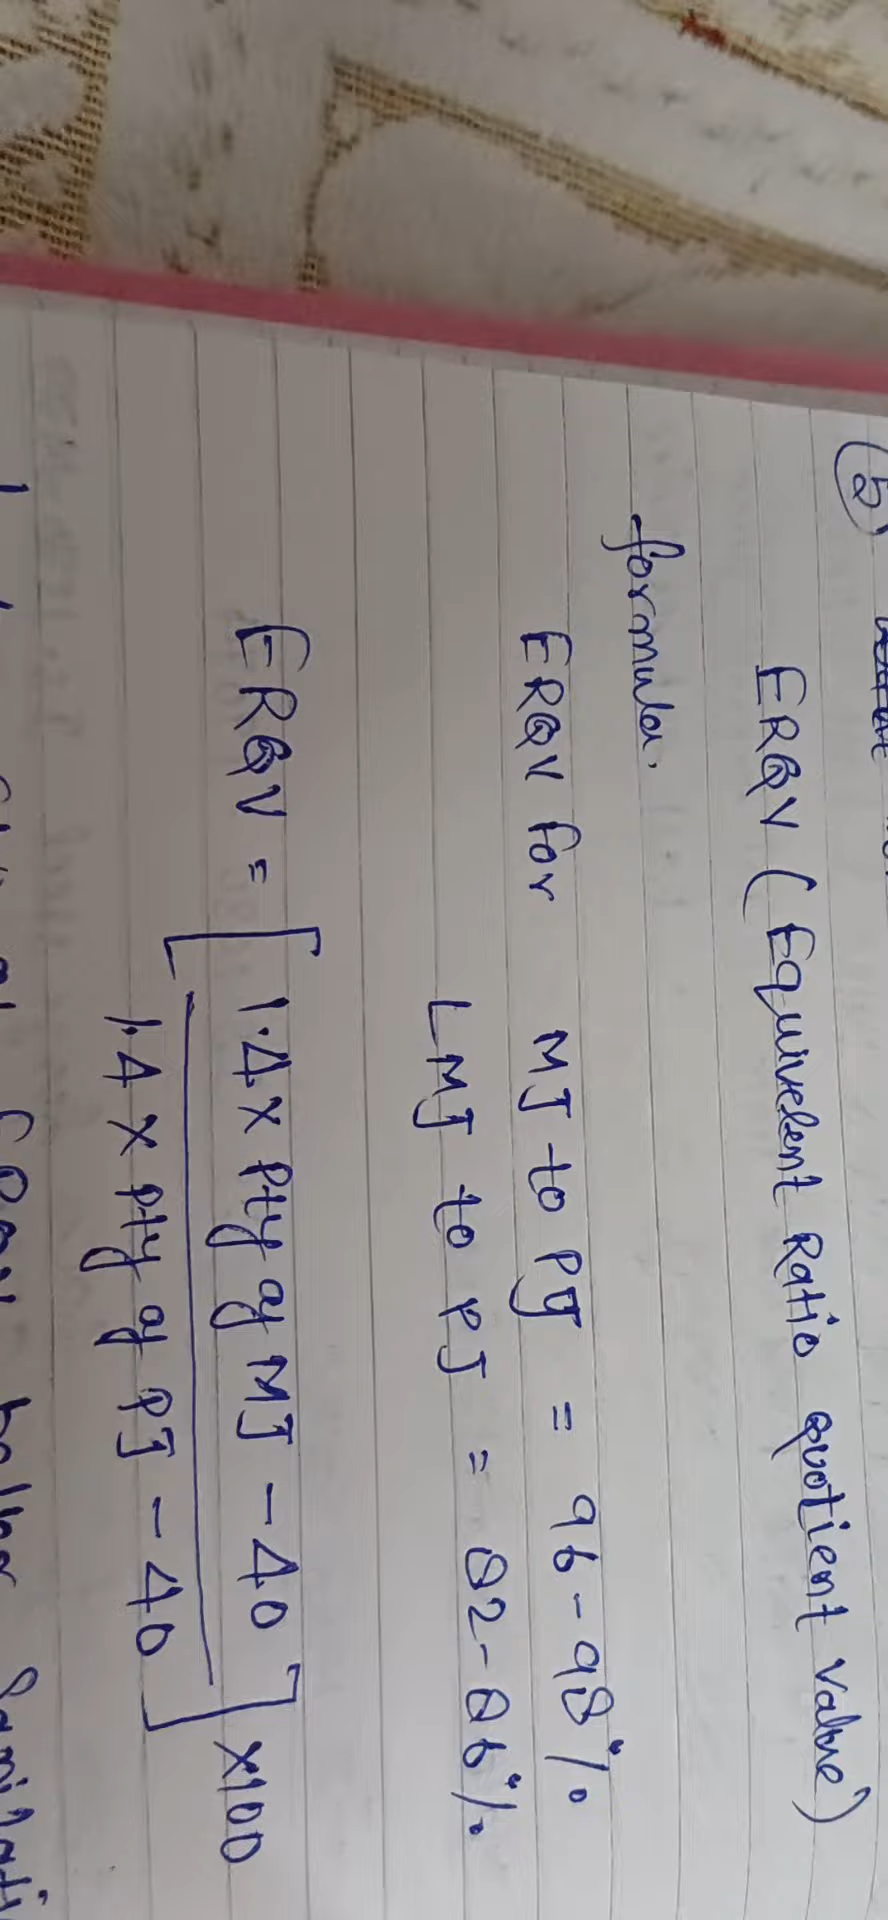 5)
ERQV (Equivelent Ratio quotient value)
formula.
ERQV for MJ to PJ = 96-98%
LMJ to PJ = 82-86%
ERQV = [1.4 x Pty of MJ - 40
1.4 x Pty of PJ - 40] x100